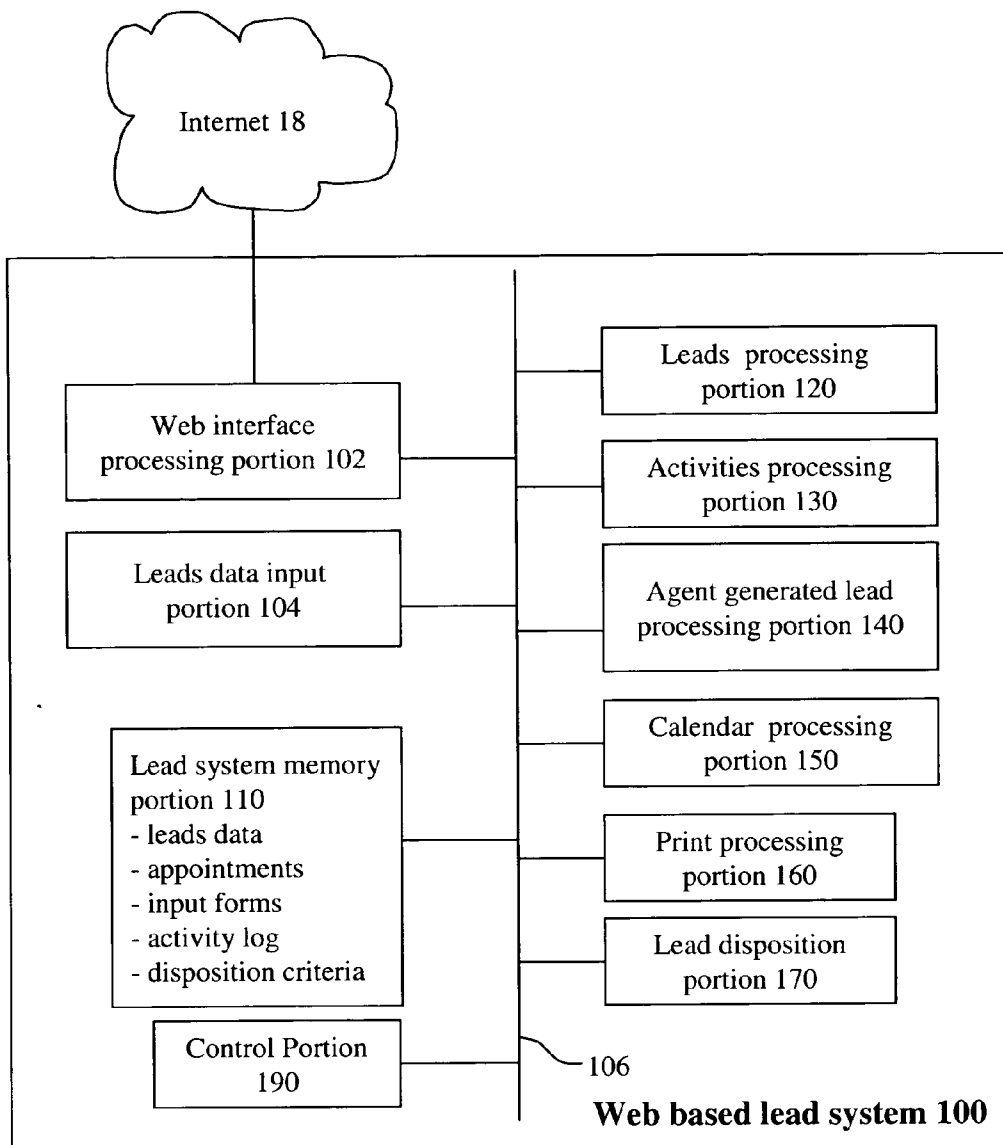 Internet 18
Web interface
processing portion 102
Leads data input
portion 104
Lead system memory
portion 110
- leads data
- appointments
- input forms
- activity log
- disposition criteria
Control Portion
190
Leads processing
portion 120
Activities processing
portion 130
Agent generated lead
processing portion 140
Calendar processing
portion 150
Print processing
portion 160
Lead disposition
portion 170
106
Web based lead system 100